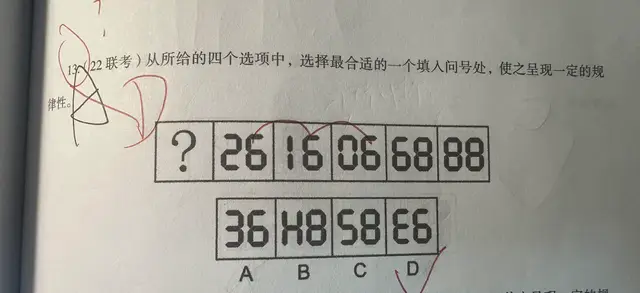 13.(22联考)从所给的四个选项中，选择最合适的一个填入问号处，使之呈现一定的规
律性。
D
? 26 16 06 68 88
36 H8 58 E6
A B C D